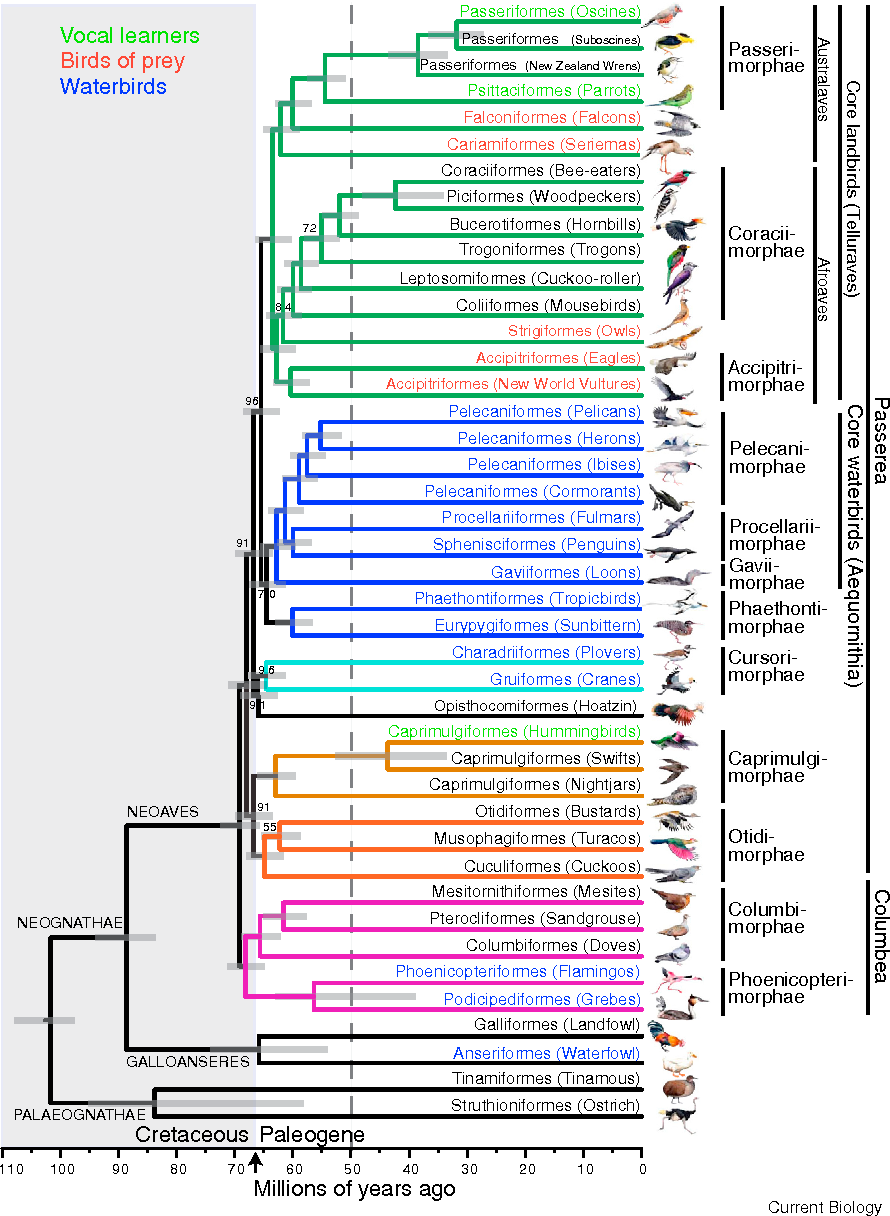 Vocal learners
Birds of prey
Waterbirds
Passeriformes (Oscines)
Passeriformes (Suboscines)
Passeriformes (New Zealand Wrens)
Psittaciformes (Parrots)
Falconiformes (Falcons)
Cariamiformes (Seriemas)
Coraciiformes (Bee-eaters)
Piciformes (Woodpeckers)
72
Bucerotiformes (Hornbills)
Trogoniformes (Trogons)
Leptosomiformes (Cuckoo-roller)
84
Coliiformes (Mousebirds)
Strigiformes (Owls)
Accipitriformes (Eagles)
Accipitriformes (New World Vultures)
96
Pelecaniformes (Pelicans)
Pelecaniformes (Herons)
Pelecaniformes (Ibises)
Pelecaniformes (Cormorants)
Procellariiformes (Fulmars)
91
Sphenisciformes (Penguins)
Gaviiformes (Loons)
70
Phaethontiformes (Tropicbirds)
Eurypygiformes (Sunbittern)
Charadriiformes (Plovers)
96
Gruiformes (Cranes)
91
Opisthocomiformes (Hoatzin)
Caprimulgiformes (Hummingbirds)
Caprimulgiformes (Swifts)
Caprimulgiformes (Nightjars)
NEOAVES
91
Otidiformes (Bustards)
55
Musophagiformes (Turacos)
Cuculiformes (Cuckoos)
Mesitornithiformes (Mesites)
NEOGNATHAE
Pterocliformes (Sandgrouse)
Columbiformes (Doves)
Phoenicopteriformes (Flamingos)
Podicipediformes (Grebes)
Galliformes (Landfowl)
GALLOANSERES
Anseriformes (Waterfowl)
Tinamiformes (Tinamous)
PALAEOGNATHAE
Struthioniformes (Ostrich)
Passeri-
morphae
Coracii-
morphae
Accipitri-
morphae
Pelecani-
morphae
Procellarii-
morphae
Gavii-
morphae
Phaethonti-
morphae
Cursori-
morphae
Caprimulgi-
morphae
Otidi-
morphae
Columbi-
morphae
Phoenicopteri-
morphae
Australaves
Afroaves
Core landbirds (Telluraves)
Core waterbirds (Aequornithia)
Passerea
Columbea
Cretaceous Paleogene
110 100 90 80 70 60 50 40 30 20 10 0
Millions of years ago
Current Biology